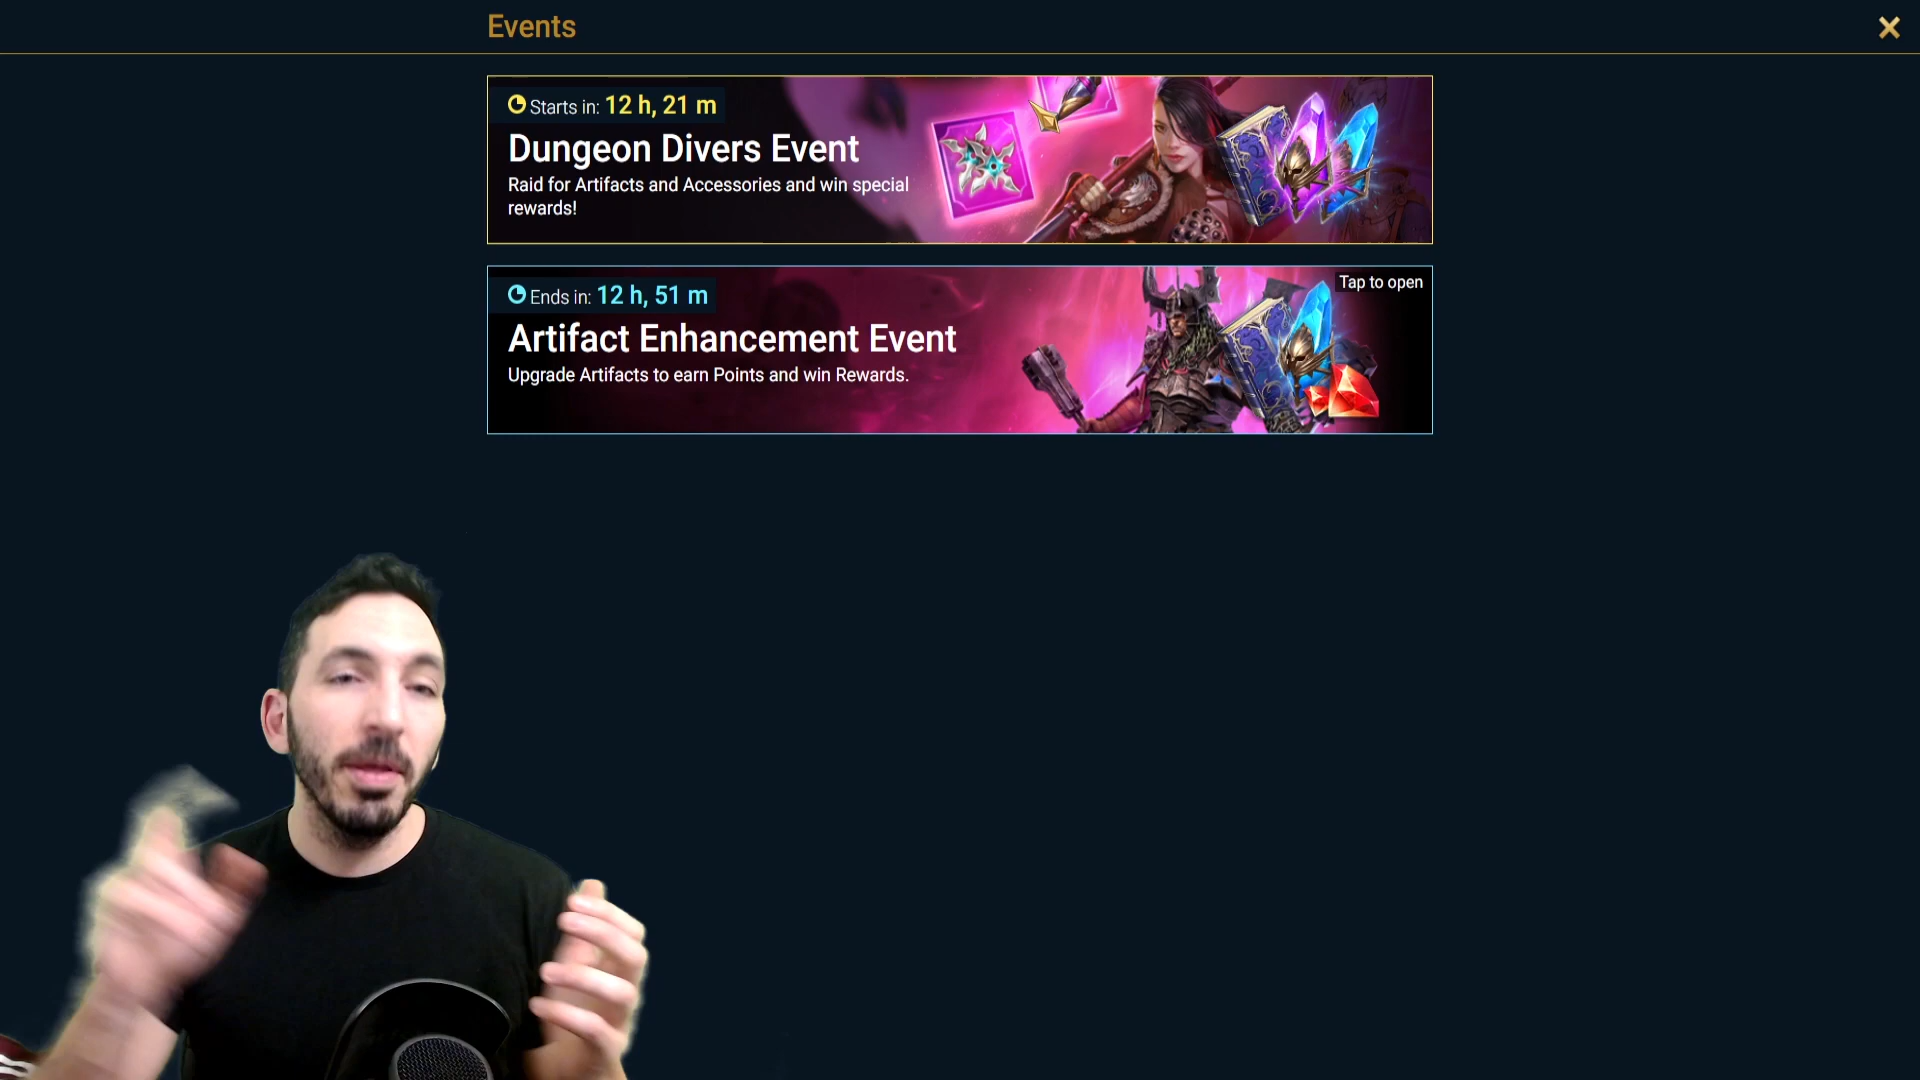 Events
Starts in: 12 h, 21 m
Dungeon Divers Event
Raid for Artifacts and Accessories and win special
rewards!
Ends in: 12 h, 51 m
Tap to open
Artifact Enhancement Event
Upgrade Artifacts to earn Points and win Rewards.